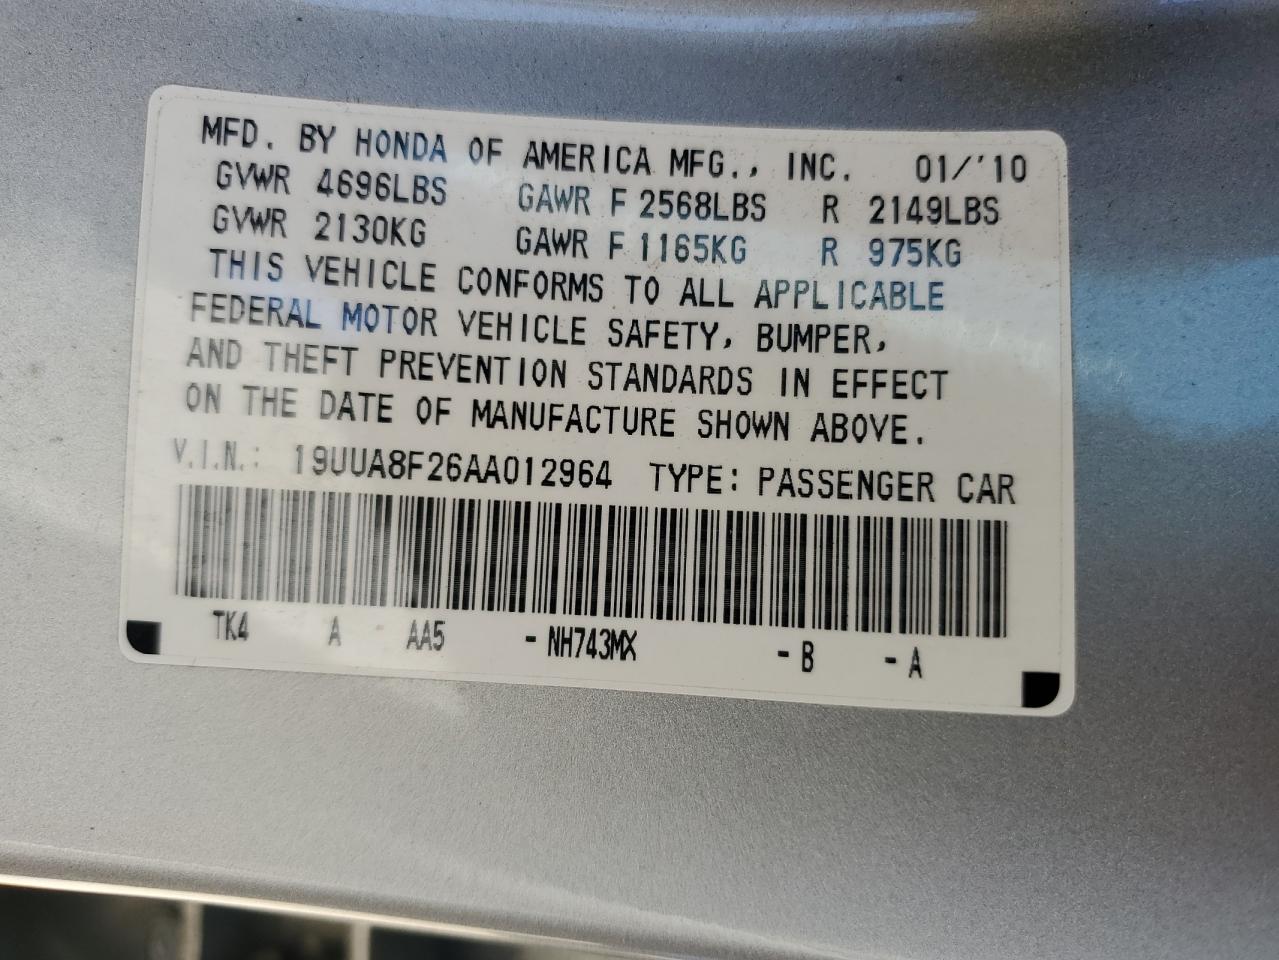 MFD. BY HONDA OF AMERICA MFG., INC. 01/'10
GVWR 4696LBS GAWR F 2568LBS R 2149LBS
GVWR 2130KG GAWR F 1165KG R 975KG
THIS VEHICLE CONFORMS TO ALL APPLICABLE
FEDERAL MOTOR VEHICLE SAFETY, BUMPER,
AND THEFT PREVENTION STANDARDS IN EFFECT
ON THE DATE OF MANUFACTURE SHOWN ABOVE.
V.I.N.: 19UUA8F26AA012964 TYPE: PASSENGER CAR
TK4 A AA5 - NH743MX - B - A